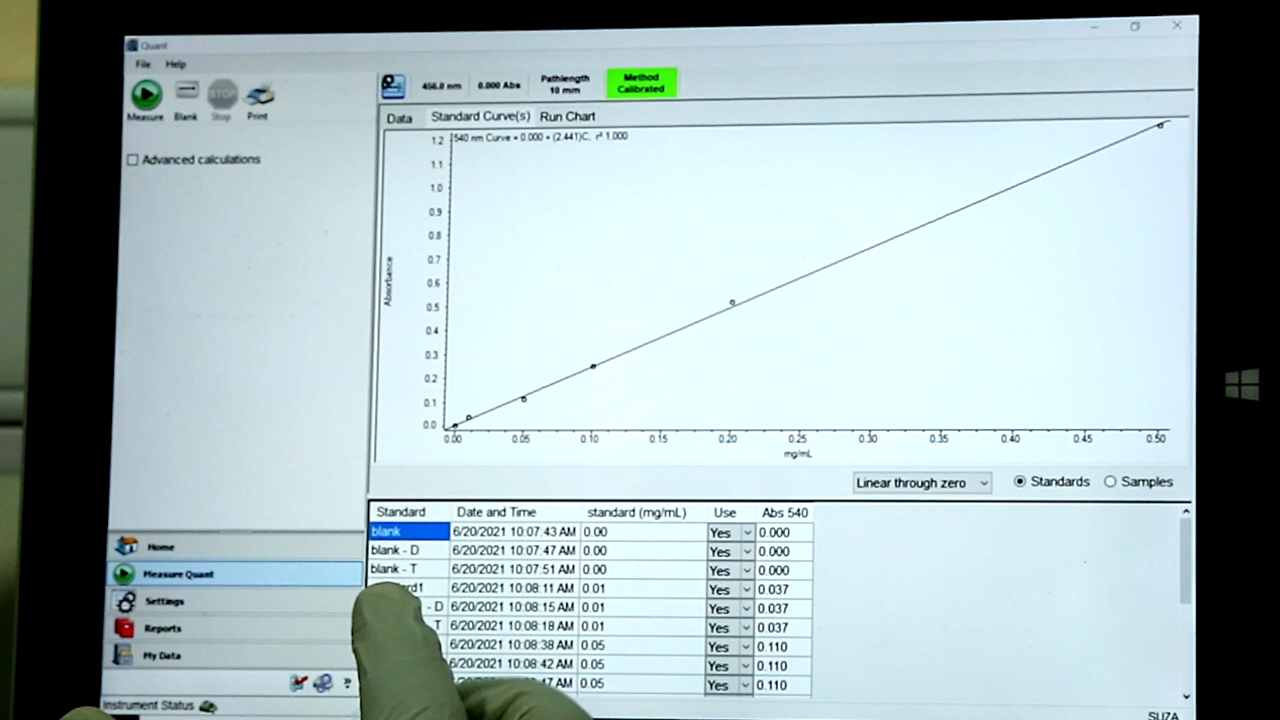 Quant
File Help
Measure Blank Stop Print
456.0 nm 0.000 Abs Pathlength 10 mm Method Calibrated
Data Standard Curve(s) Run Chart
Advanced calculations
540 nm Curve = 0.000 + (2.441)C, r² 1.000
1.2
1.1
1.0
0.9
0.8
0.7
0.6
0.5
0.4
0.3
0.2
0.1
0.0
Absorbance
0.00 0.05 0.10 0.15 0.20 0.25 0.30 0.35 0.40 0.45 0.50
mg/mL
Linear through zero Standards Samples
Standard Date and Time standard (mg/mL) Use Abs 540
blank 6/20/2021 10:07:43 AM 0.00 Yes 0.000
blank - D 6/20/2021 10:07:47 AM 0.00 Yes 0.000
blank - T 6/20/2021 10:07:51 AM 0.00 Yes 0.000
rd1 6/20/2021 10:08:11 AM 0.01 Yes 0.037
- D 6/20/2021 10:08:15 AM 0.01 Yes 0.037
T 6/20/2021 10:08:18 AM 0.01 Yes 0.037
6/20/2021 10:08:38 AM 0.05 Yes 0.110
6/20/2021 10:08:42 AM 0.05 Yes 0.110
47 AM 0.05 Yes 0.110
Home
Measure Quant
Settings
Reports
My Data
Instrument Status
SUZA